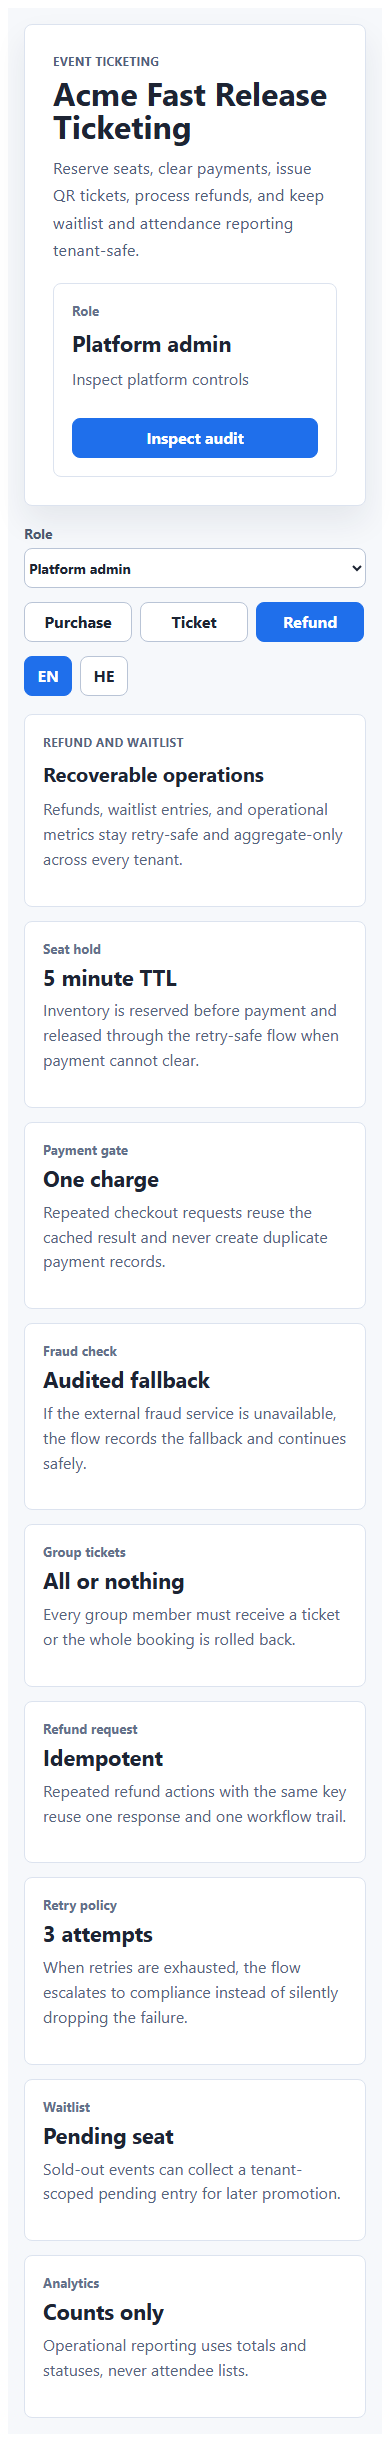 EVENT TICKETING
Acme Fast Release
Ticketing
Reserve seats, clear payments, issue
QR tickets, process refunds, and keep
waitlist and attendance reporting
tenant-safe.
Role
Platform admin
Inspect platform controls
Inspect audit
Role
Platform admin
Purchase Ticket Refund
EN HE
REFUND AND WAITLIST
Recoverable operations
Refunds, waitlist entries, and operational
metrics stay retry-safe and aggregate-only
across every tenant.
Seat hold
5 minute TTL
Inventory is reserved before payment and
released through the retry-safe flow when
payment cannot clear.
Payment gate
One charge
Repeated checkout requests reuse the
cached result and never create duplicate
payment records.
Fraud check
Audited fallback
If the external fraud service is unavailable,
the flow records the fallback and continues
safely.
Group tickets
All or nothing
Every group member must receive a ticket
or the whole booking is rolled back.
Refund request
Idempotent
Repeated refund actions with the same key
reuse one response and one workflow trail.
Retry policy
3 attempts
When retries are exhausted, the flow
escalates to compliance instead of silently
dropping the failure.
Waitlist
Pending seat
Sold-out events can collect a tenant-
scoped pending entry for later promotion.
Analytics
Counts only
Operational reporting uses totals and
statuses, never attendee lists.